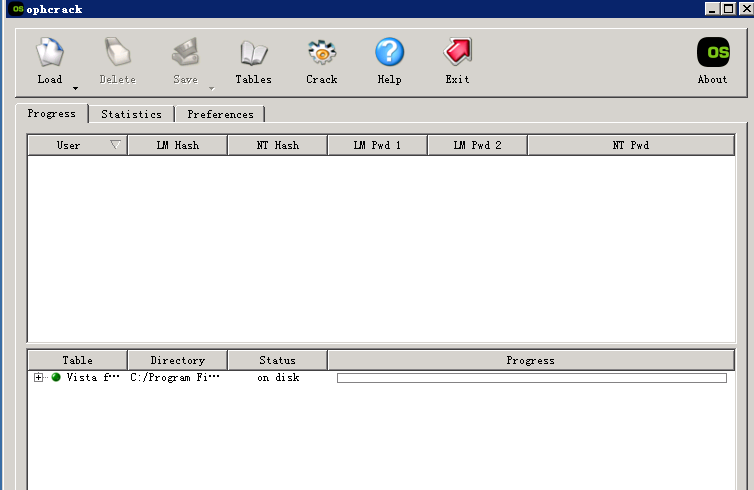 OS ophcrack
Load Delete Save Tables Crack Help Exit OS About
Progress Statistics Preferences
User LM Hash NT Hash LM Pwd 1 LM Pwd 2 NT Pwd
Table Directory Status Progress
Vista f… C:/Program Fi… on disk